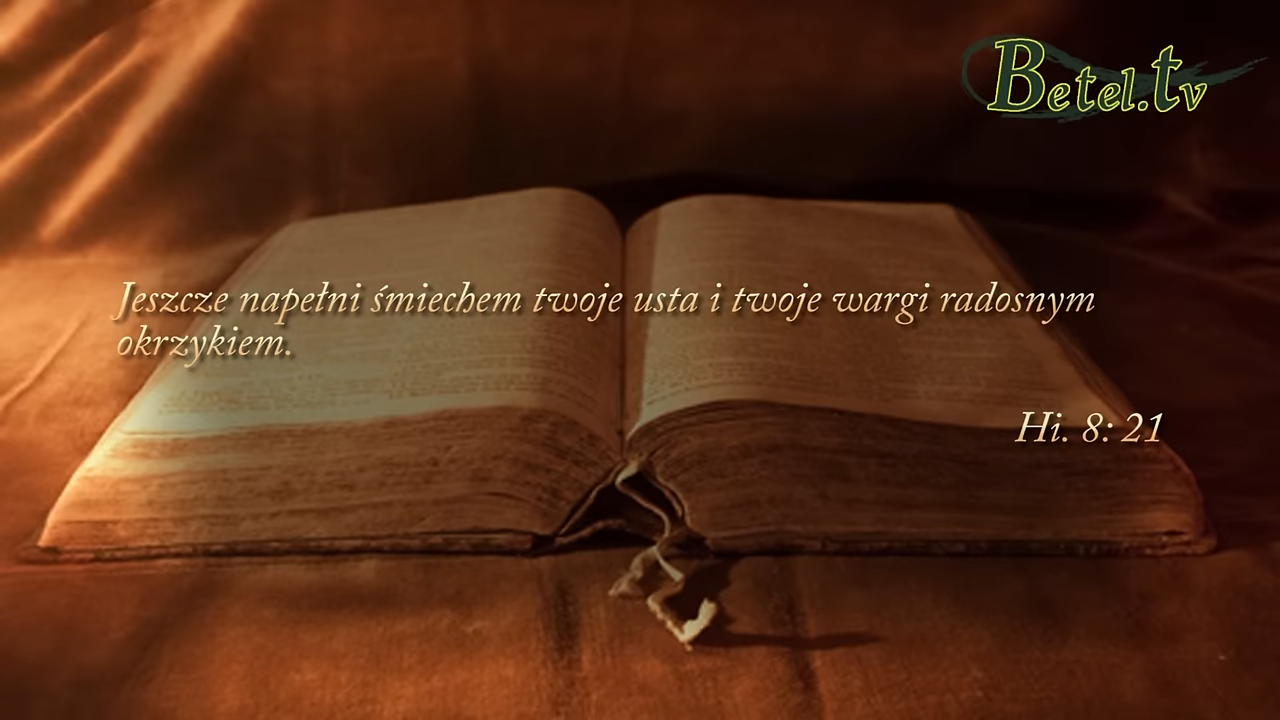 Betel.tv
Jeszcze napełni śmiechem twoje usta i twoje wargi radosnym
okrzykiem.
Hi. 8: 21